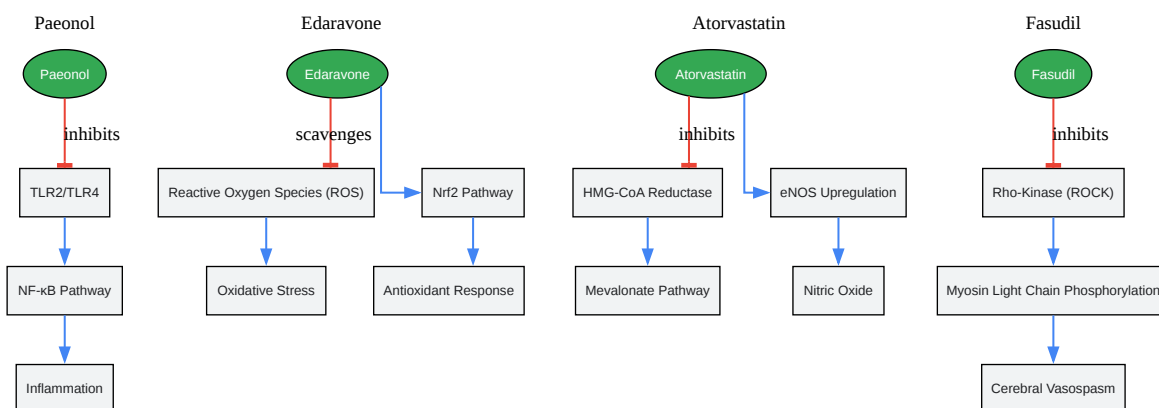 Paeonol
Edaravone
Atorvastatin
Fasudil
Paeonol
Edaravone
Atorvastatin
Fasudil
inhibits
scavenges
inhibits
inhibits
TLR2/TLR4
Reactive Oxygen Species (ROS)
Nrf2 Pathway
HMG-CoA Reductase
eNOS Upregulation
Rho-Kinase (ROCK)
NF-κB Pathway
Oxidative Stress
Antioxidant Response
Mevalonate Pathway
Nitric Oxide
Myosin Light Chain Phosphorylation
Inflammation
Cerebral Vasospasm